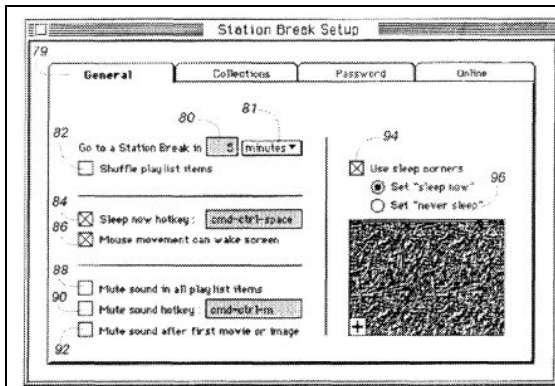 Station Break Setup
79
General Collections Password Online
80 81
Go to a Station Break in 5 minutes
82
Shuffle playlist items
84
Sleep now hotkey: cmd-ctrl-space
86
Mouse movement can wake screen
88
Mute sound in all playlist items
90
Mute sound hotkey: cmd-ctrl-m
Mute sound after first movie or image
92
94
Use sleep corners
Set "sleep now"
96
Set "never sleep"